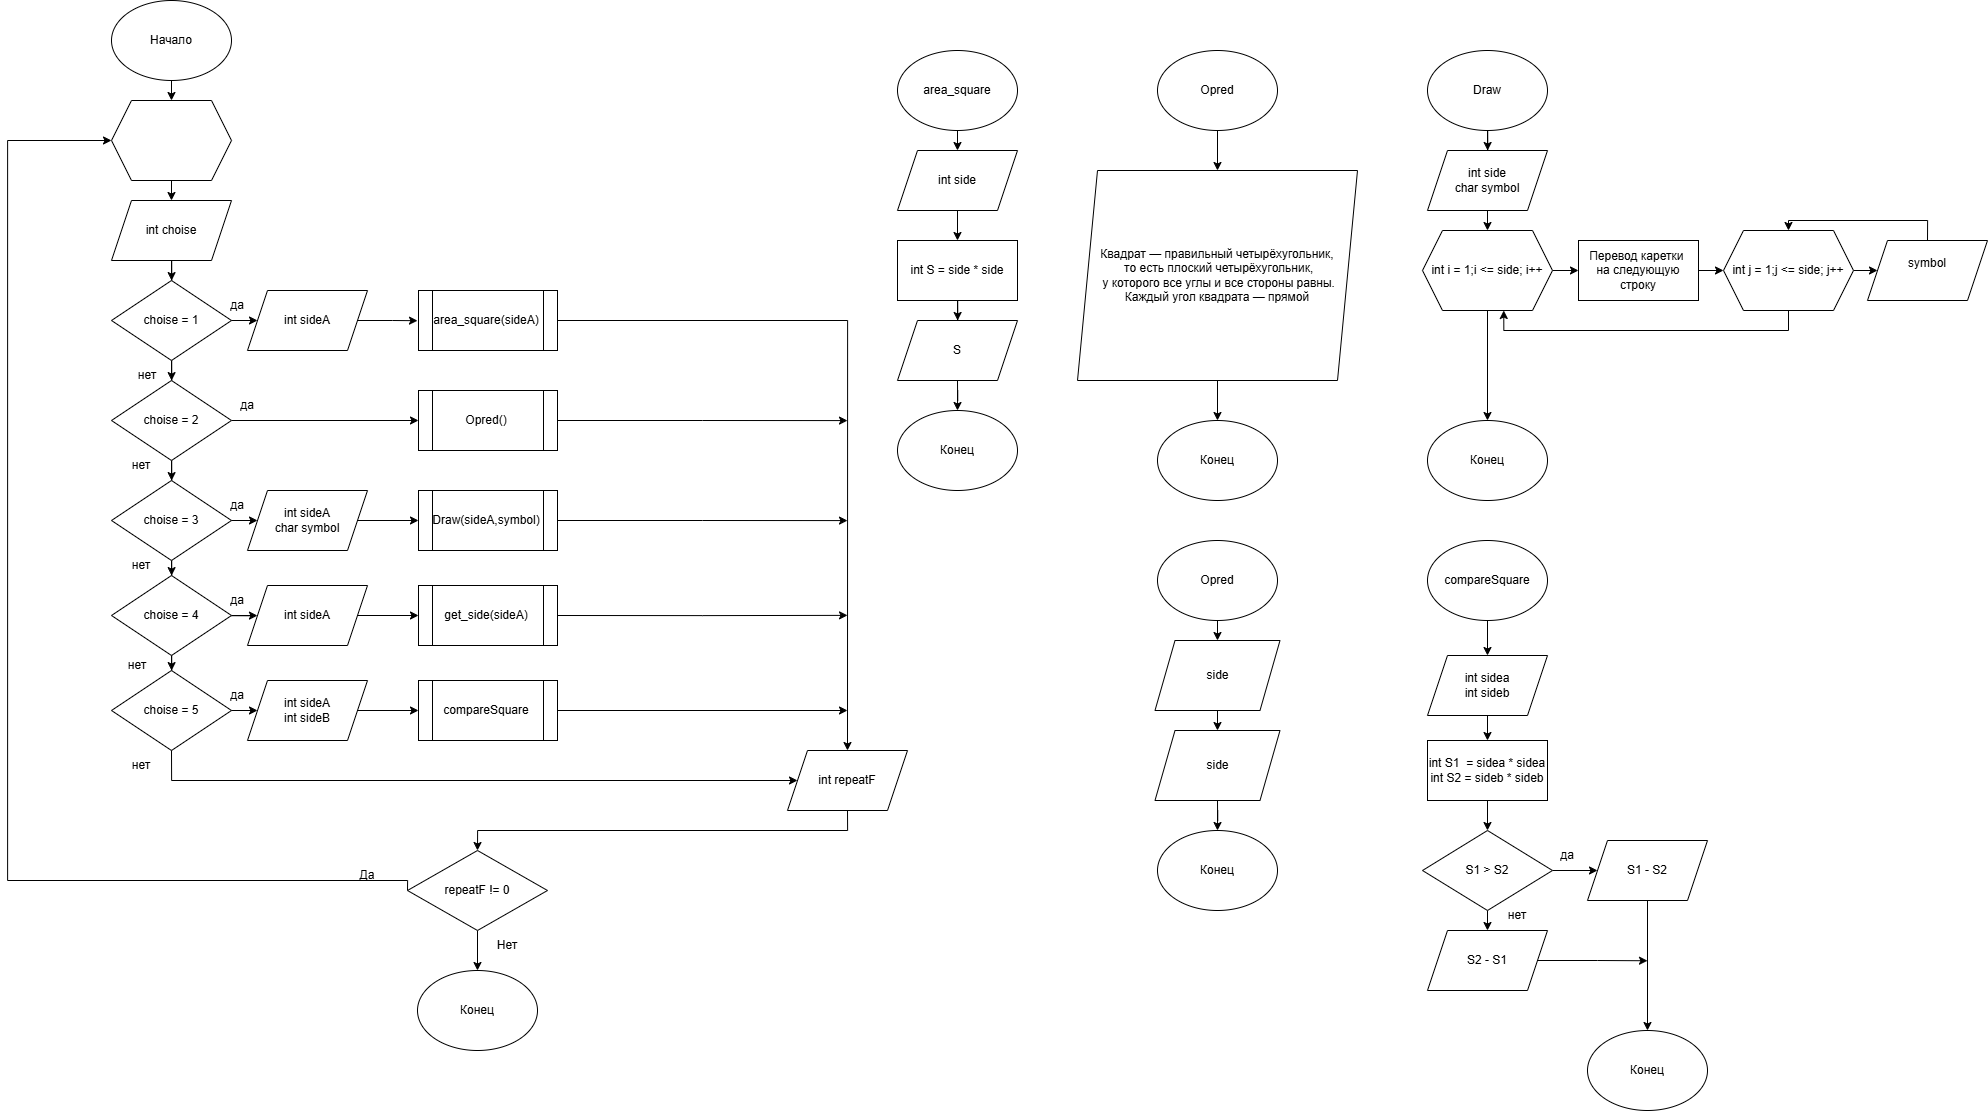 Начало
int choise
choise = 1
да
int sideA
area_square(sideA)
нет
choise = 2
да
Opred()
нет
choise = 3
да
int sideA
char symbol
Draw(sideA,symbol)
нет
choise = 4
да
int sideA
get_side(sideA)
нет
choise = 5
да
int sideA
int sideB
compareSquare
нет
int repeatF
Да
repeatF != 0
Нет
Конец
area_square
int side
int S = side * side
S
Конец
Opred
Квадрат — правильный четырёхугольник,
то есть плоский четырёхугольник,
у которого все углы и все стороны равны.
Каждый угол квадрата — прямой
Конец
Draw
int side
char symbol
int i = 1;i <= side; i++
Перевод каретки
на следующую
строку
int j = 1;j <= side; j++
symbol
Конец
Opred
side
side
Конец
compareSquare
int sidea
int sideb
int S1 = sidea * sidea
int S2 = sideb * sideb
S1 > S2
да
S1 - S2
нет
S2 - S1
Конец